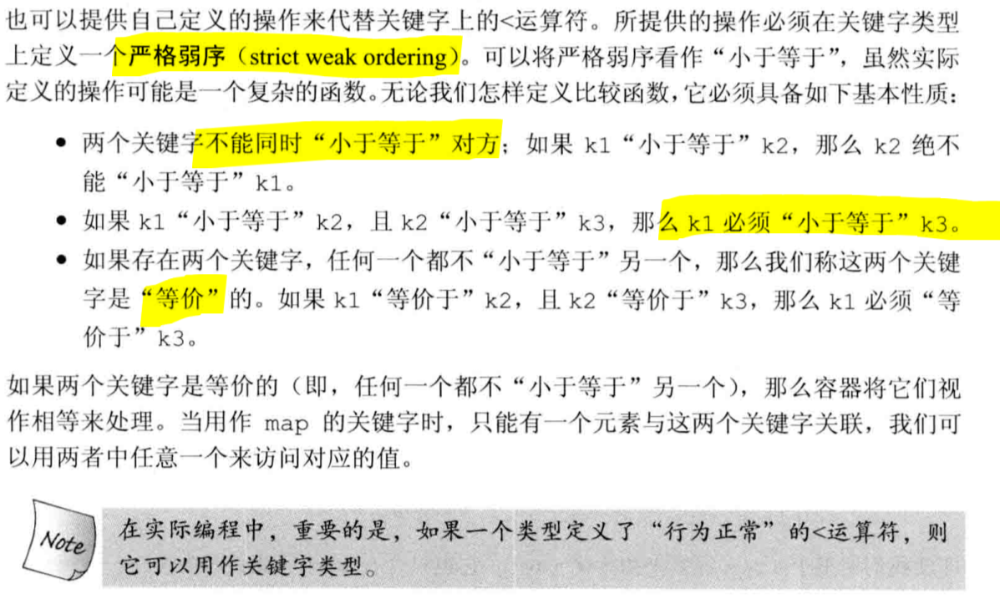 也可以提供自己定义的操作来代替关键字上的<运算符。所提供的操作必须在关键字类型
上定义一个严格弱序（strict weak ordering）。可以将严格弱序看作“小于等于”，虽然实际
定义的操作可能是一个复杂的函数。无论我们怎样定义比较函数，它必须具备如下基本性质：
• 两个关键字不能同时“小于等于”对方；如果 k1“小于等于”k2，那么 k2 绝不
能“小于等于”k1。
• 如果 k1“小于等于”k2，且 k2“小于等于”k3，那么 k1 必须“小于等于”k3。
• 如果存在两个关键字，任何一个都不“小于等于”另一个，那么我们称这两个关键
字是“等价”的。如果 k1“等价于”k2，且 k2“等价于”k3，那么 k1 必须“等
价于”k3。
如果两个关键字是等价的（即，任何一个都不“小于等于”另一个），那么容器将它们视
作相等来处理。当用作 map 的关键字时，只能有一个元素与这两个关键字关联，我们可
以用两者中任意一个来访问对应的值。
Note
在实际编程中，重要的是，如果一个类型定义了“行为正常”的<运算符，则
它可以用作关键字类型。